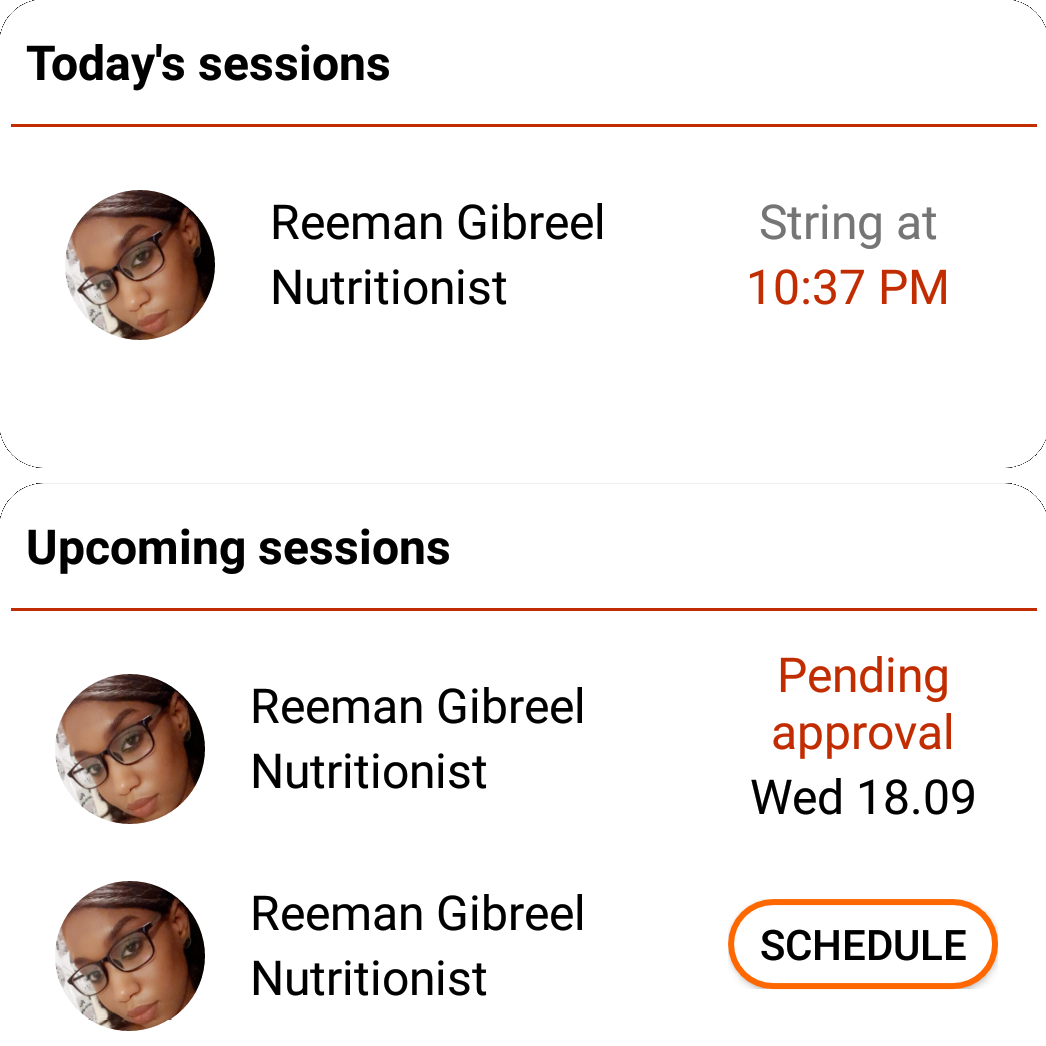 Today's sessions
Reeman Gibreel
Nutritionist
String at
10:37 PM
Upcoming sessions
Reeman Gibreel
Nutritionist
Pending
approval
Wed 18.09
Reeman Gibreel
Nutritionist
SCHEDULE